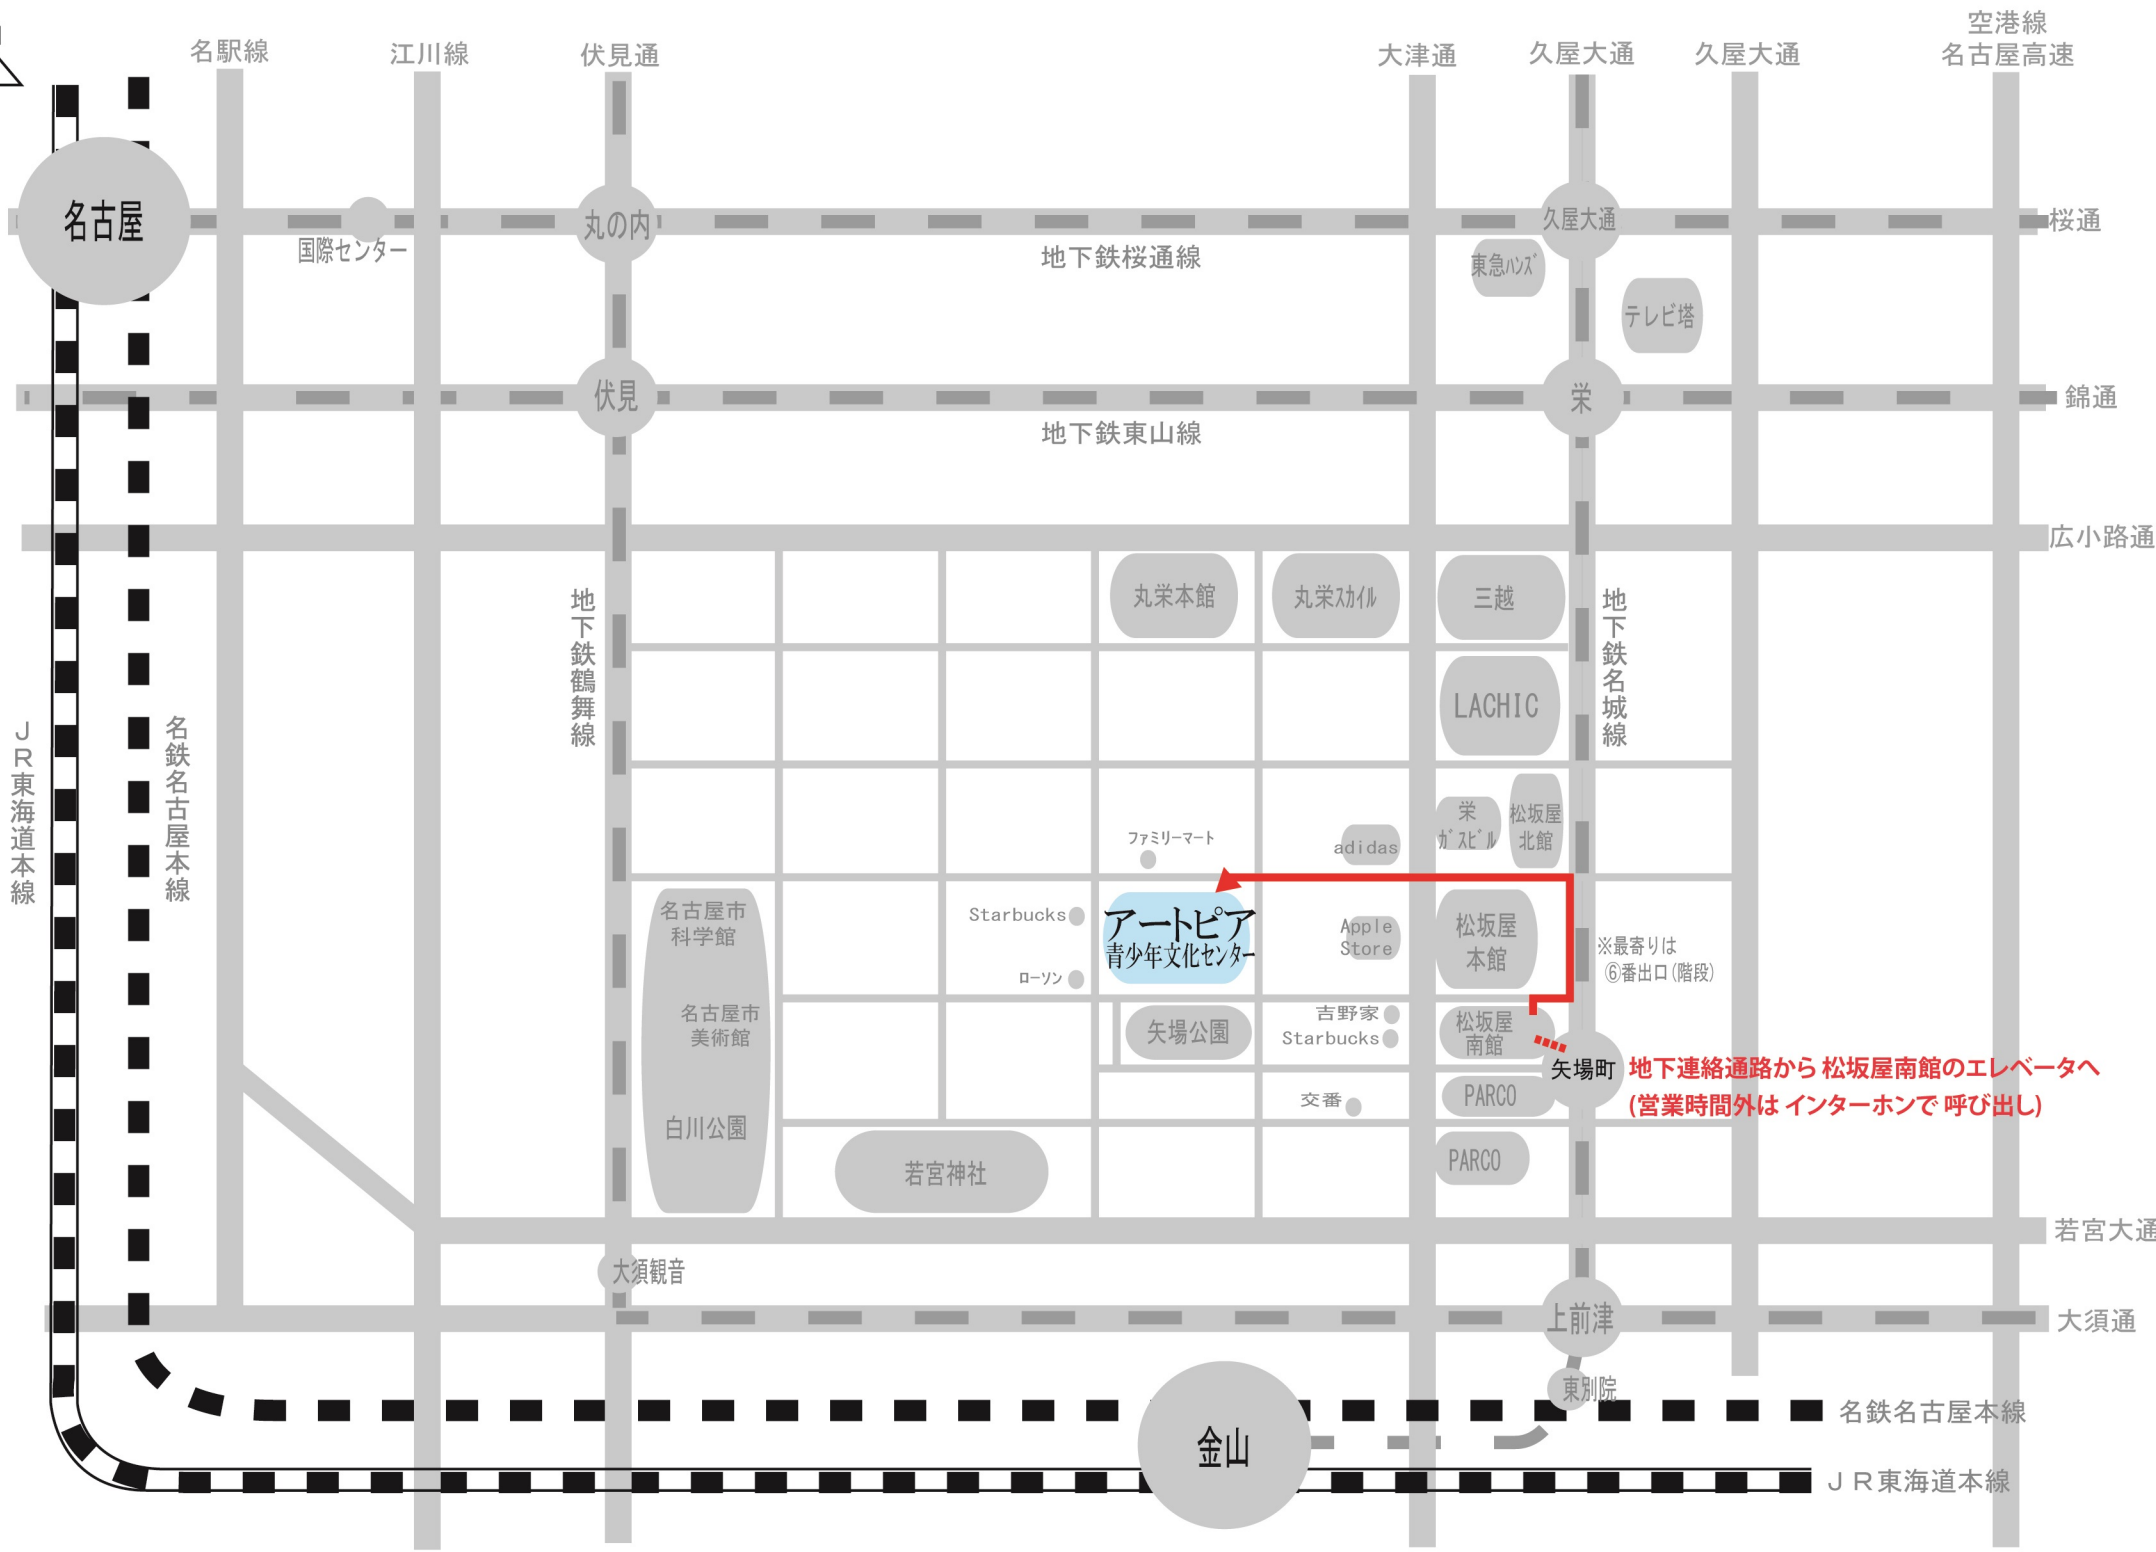 名駅線
江川線
伏見通
大津通
久屋大通
久屋大通
空港線
名古屋高速
名古屋
国際センター
丸の内
久屋大通
桜通
地下鉄桜通線
東急ハンズ
テレビ塔
伏見
栄
錦通
地下鉄東山線
広小路通
丸栄本館
丸栄スカイル
三越
地下鉄鶴舞線
地下鉄名城線
LACHIC
JR東海道本線
名鉄名古屋本線
ファミリーマート
adidas
栄
ガスビル
松坂屋
北館
名古屋市
科学館
Starbucks
アートピア
青少年文化センター
Apple
Store
松坂屋
本館
※最寄りは
⑥番出口(階段)
ローソン
名古屋市
美術館
矢場公園
吉野家
Starbucks
松坂屋
南館
矢場町
地下連絡通路から 松坂屋南館のエレベータへ
(営業時間外は インターホンで 呼び出し)
PARCO
交番
白川公園
若宮神社
PARCO
若宮大通
大須観音
上前津
大須通
東別院
名鉄名古屋本線
金山
JR東海道本線